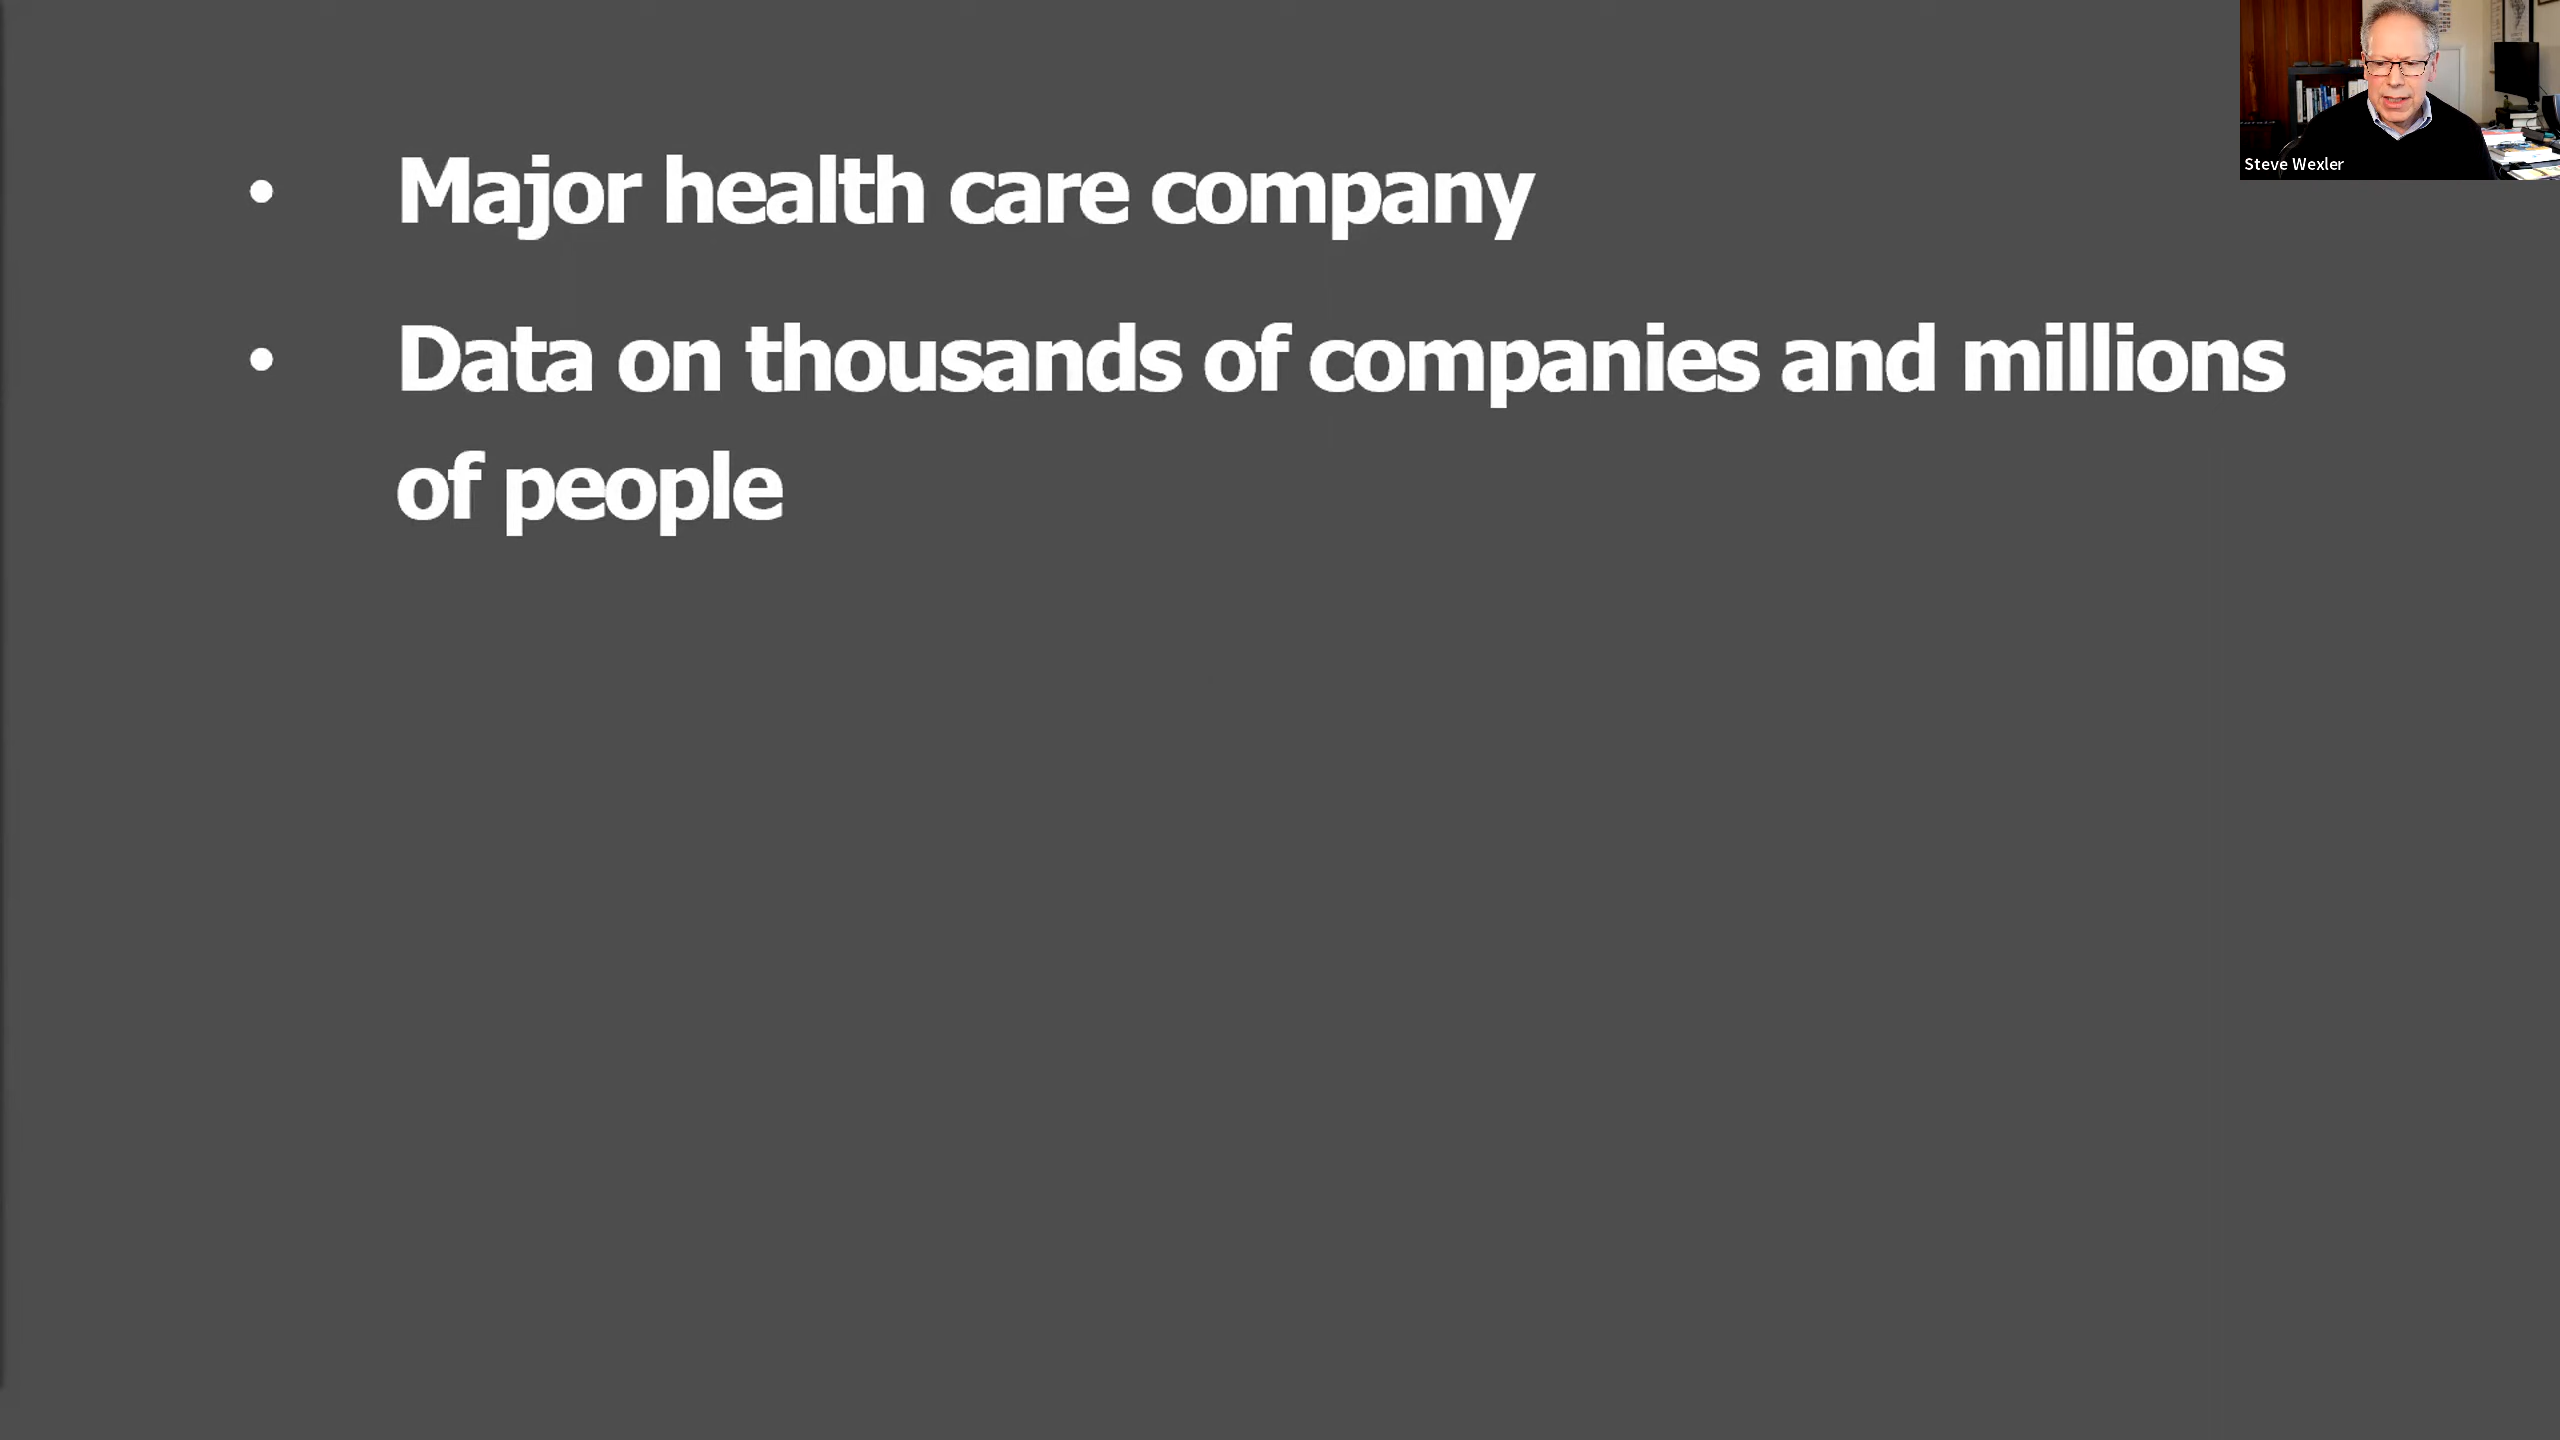 • Major health care company
• Data on thousands of companies and millions
of people
Steve Wexler